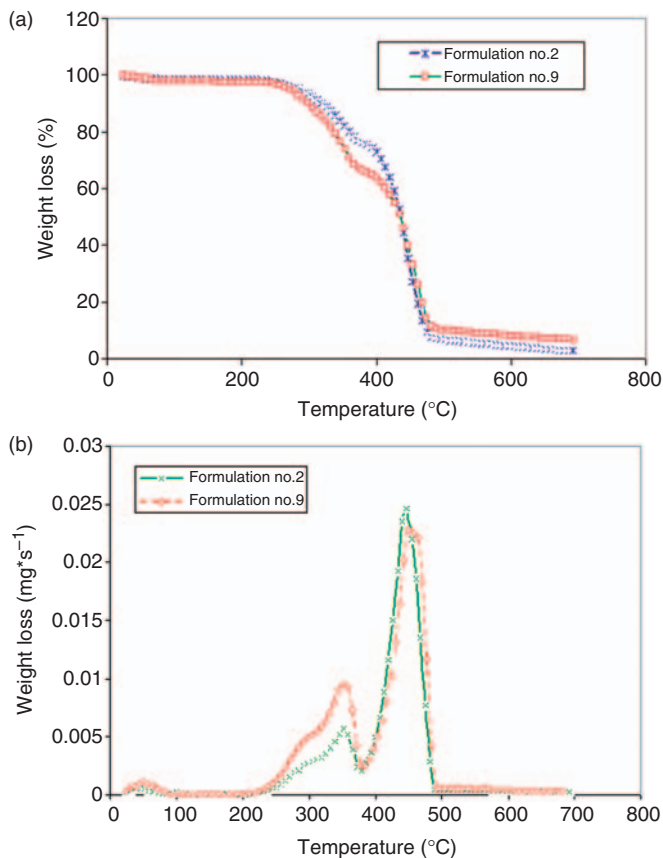 (a)
120
100
80
60
40
20
0
Weight loss (%)
Formulation no.2
Formulation no.9
0 200 400 600 800
Temperature (°C)
(b)
0.03
0.025
0.02
0.015
0.01
0.005
0
Weight loss (mg*s⁻¹)
Formulation no.2
Formulation no.9
0 100 200 300 400 500 600 700 800
Temperature (°C)